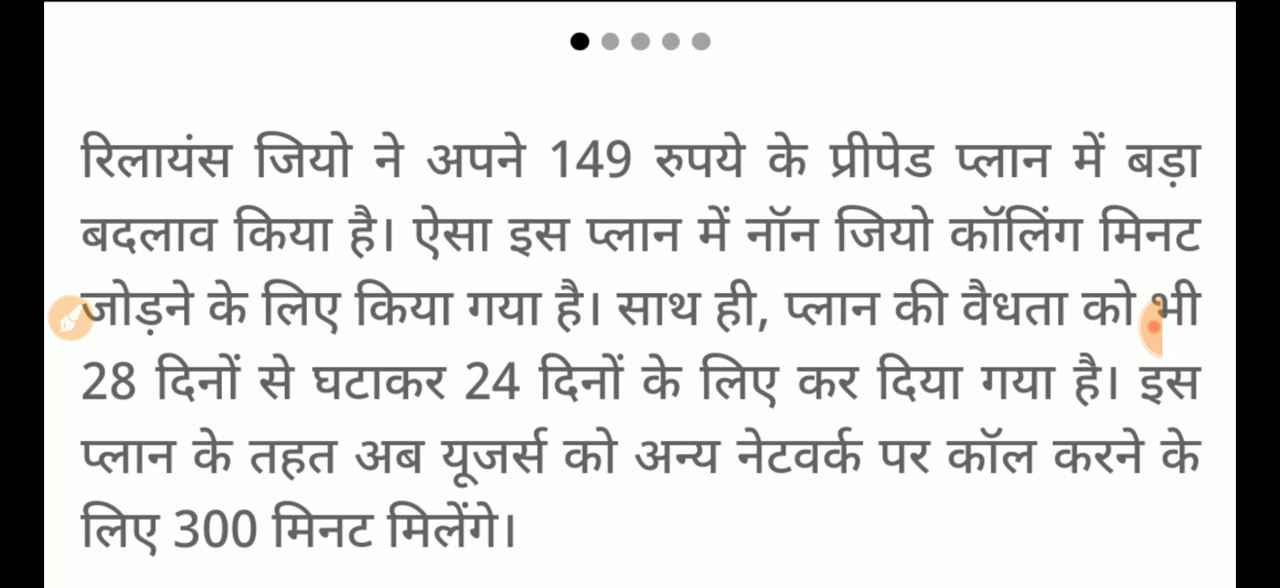 रिलायंस जियो ने अपने 149 रुपये के प्रीपेड प्लान में बड़ा
बदलाव किया है। ऐसा इस प्लान में नॉन जियो कॉलिंग मिनट
जोड़ने के लिए किया गया है। साथ ही, प्लान की वैधता को भी
28 दिनों से घटाकर 24 दिनों के लिए कर दिया गया है। इस
प्लान के तहत अब यूजर्स को अन्य नेटवर्क पर कॉल करने के
लिए 300 मिनट मिलेंगे।